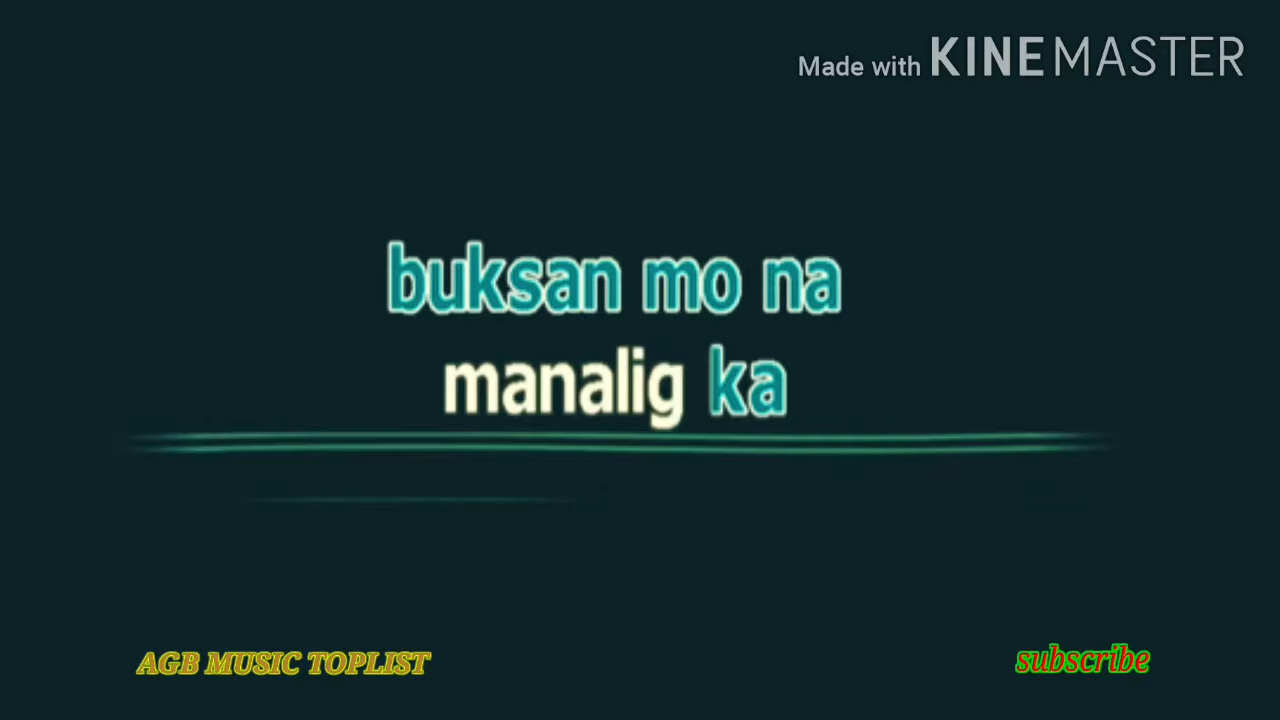 Made with KINEMASTER
buksan mo na
manalig ka
AGB MUSIC TOPLIST
subscribe